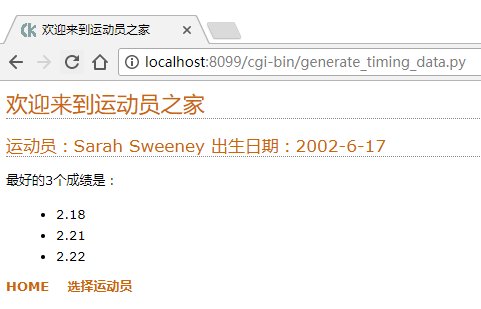 欢迎来到运动员之家
localhost:8099/cgi-bin/generate_timing_data.py
欢迎来到运动员之家
运动员：Sarah Sweeney 出生日期：2002-6-17
最好的3个成绩是：
2.18
2.21
2.22
HOME 选择运动员